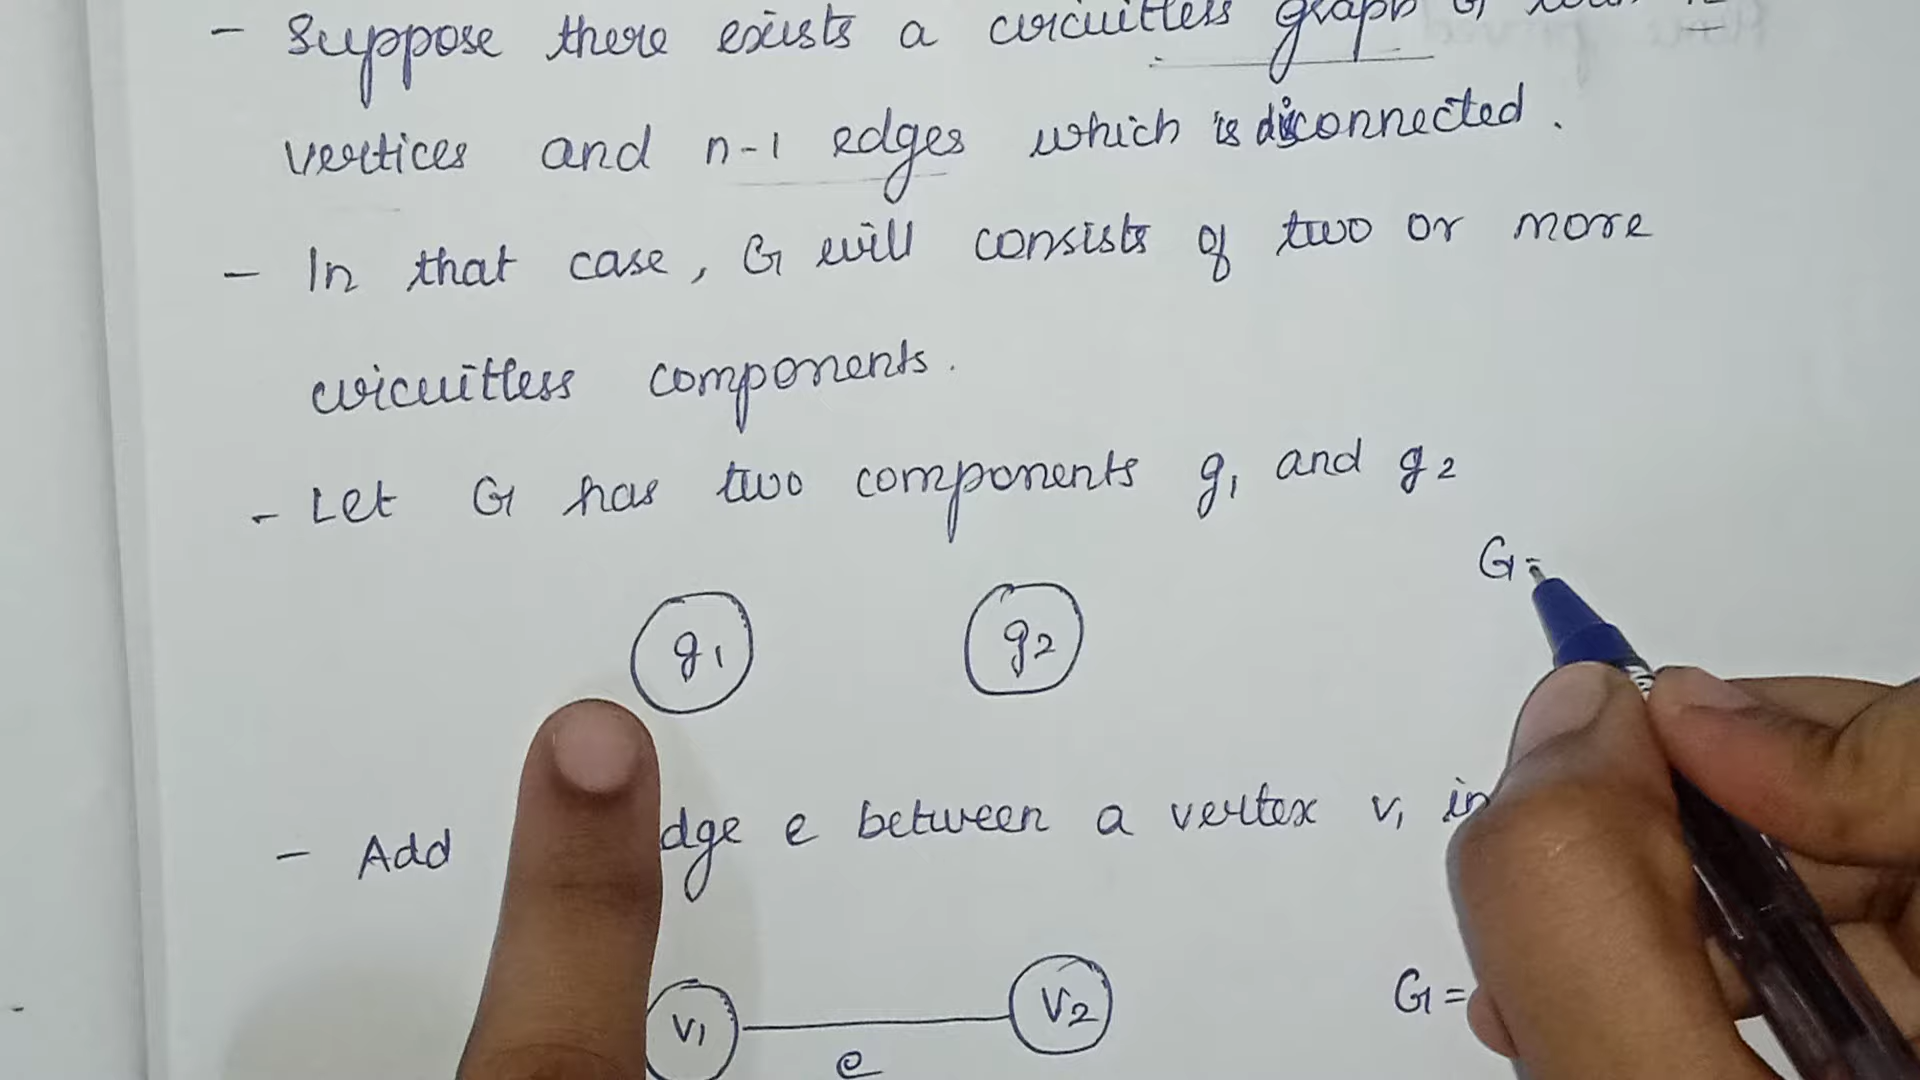 - Suppose there exists a circuitless graph G with n
vertices and n-1 edges which is disconnected.
- In that case, G will consists of two or more
circuitless components.
- Let G has two components g1 and g2
G=
g1 g2
- Add dge e between a vertex v1 in
v1 v2 G=
e